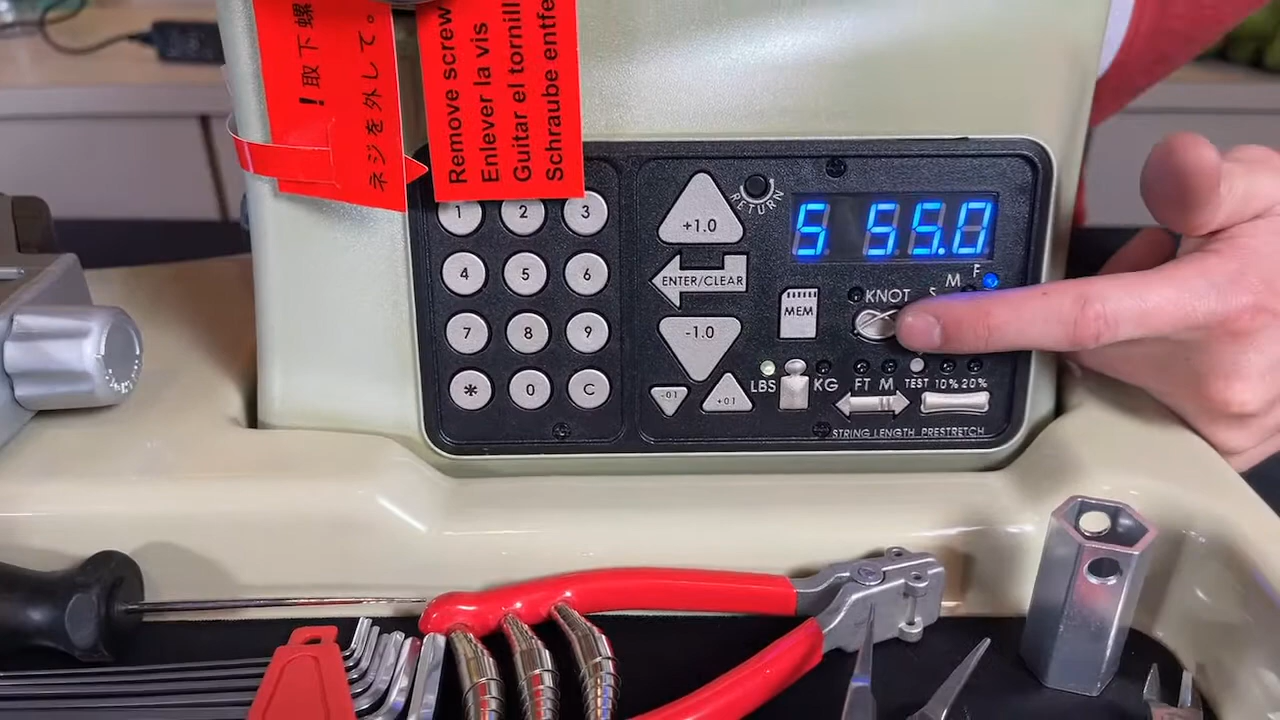 !取下螺
ネジを外して。
Remove screw
Enlever la vis
Guitar el tornill
Schraube entfe
1 2 3
4 5 6
7 8 9
* 0 C
+1.0
ENTER/CLEAR
-1.0
-01
+01
RETURN
5 55.0
MEM
KNOT S M F
LBS KG FT M TEST 10% 20%
STRING LENGTH PRESTRETCH